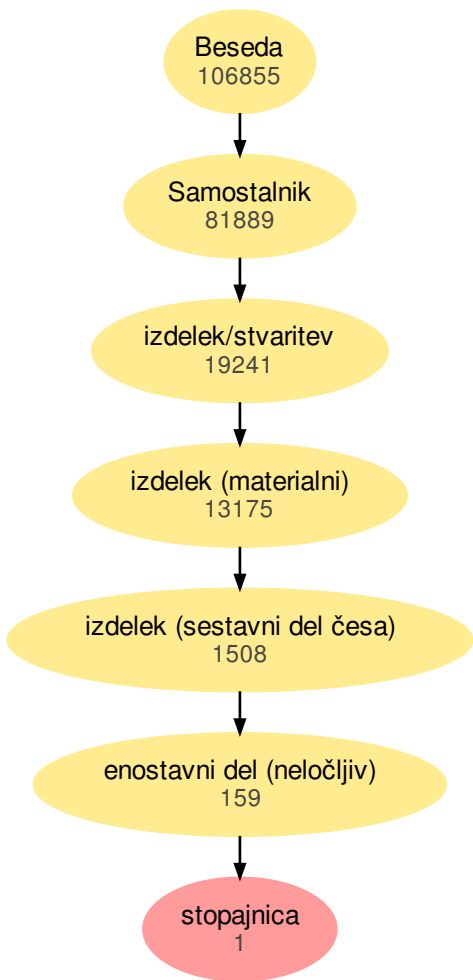 Beseda
106855
Samostalnik
81889
izdelek/stvaritev
19241
izdelek (materialni)
13175
izdelek (sestavni del česa)
1508
enostavni del (neločljiv)
159
stopajnica
1